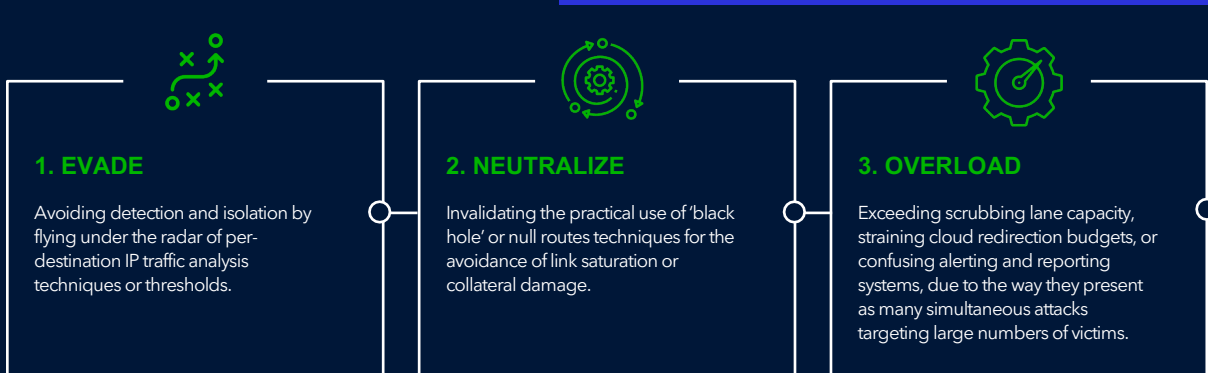 1. EVADE
Avoiding detection and isolation by
flying under the radar of per-
destination IP traffic analysis
techniques or thresholds.
2. NEUTRALIZE
Invalidating the practical use of ‘black
hole’ or null routes techniques for the
avoidance of link saturation or
collateral damage.
3. OVERLOAD
Exceeding scrubbing lane capacity,
straining cloud redirection budgets, or
confusing alerting and reporting
systems, due to the way they present
as many simultaneous attacks
targeting large numbers of victims.